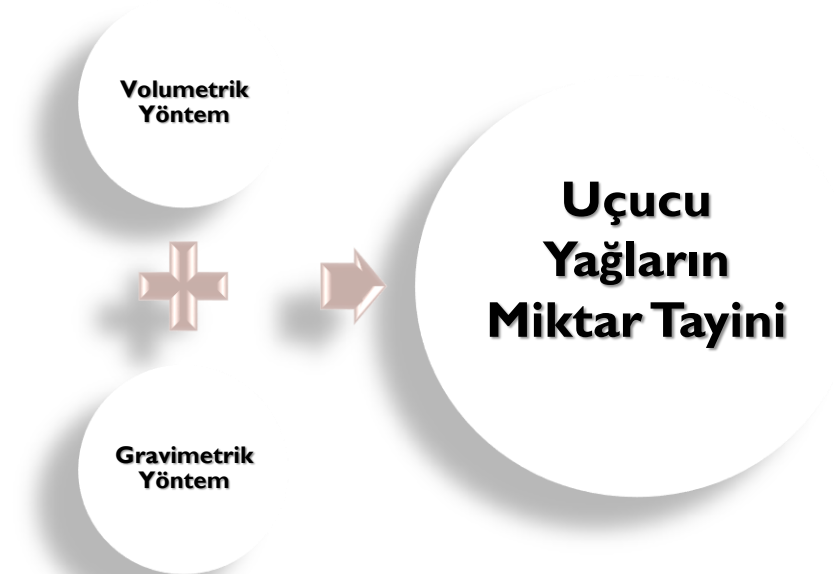 Volumetrik
Yöntem
Gravimetrik
Yöntem
Uçucu
Yağların
Miktar Tayini